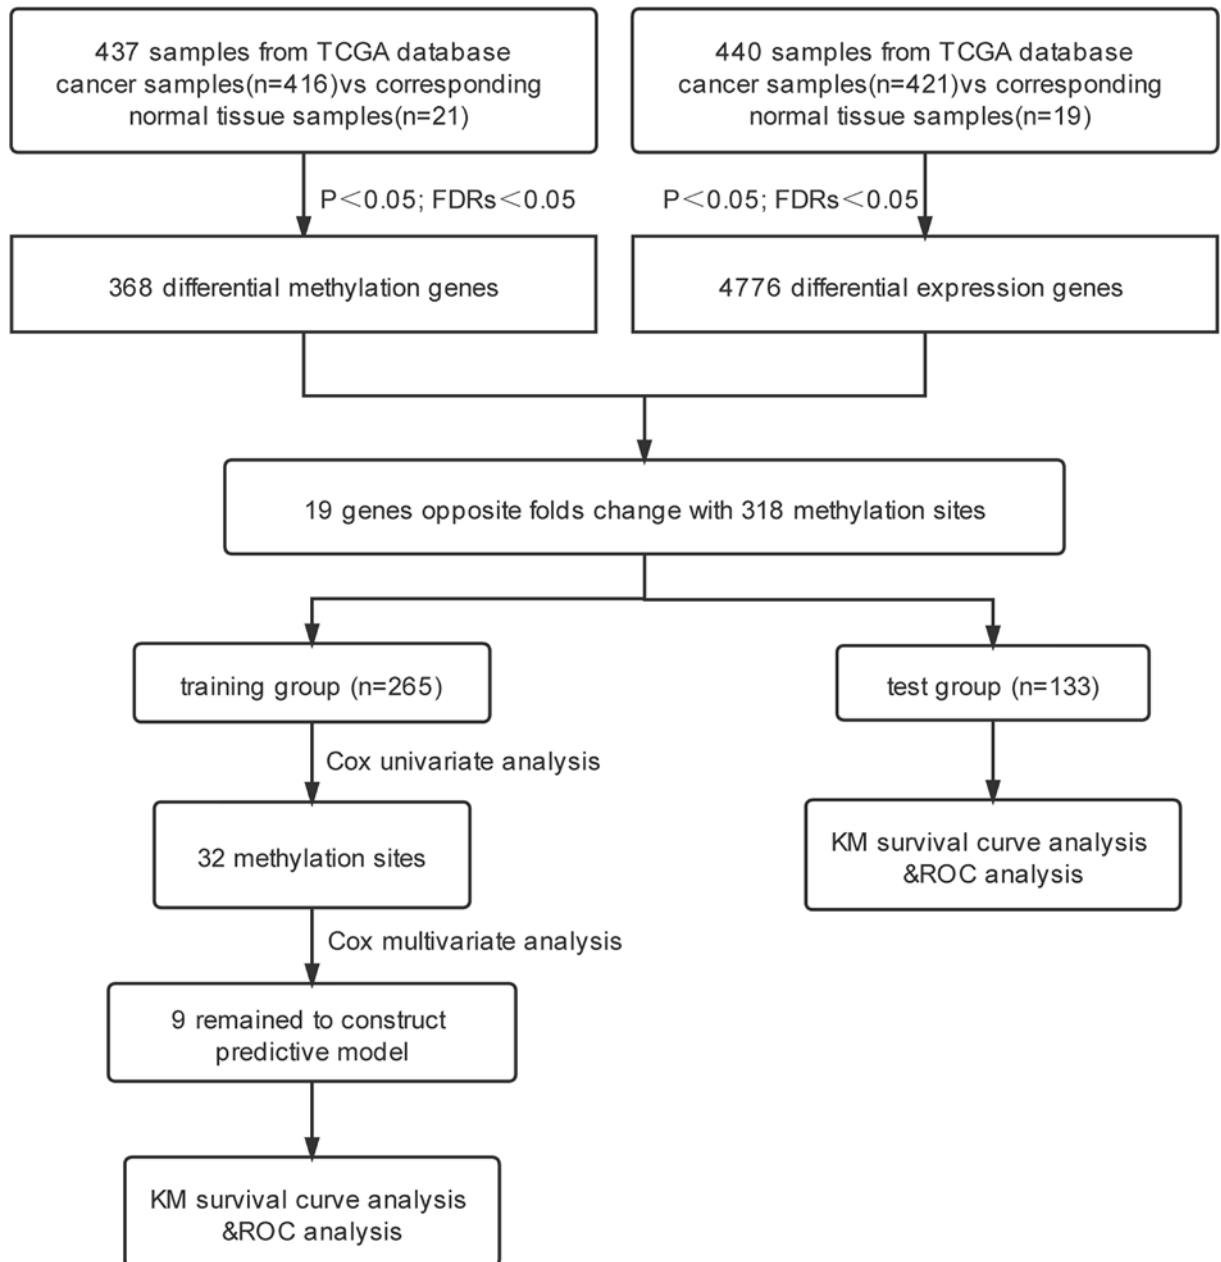 437 samples from TCGA database
cancer samples(n=416)vs corresponding
normal tissue samples(n=21)
440 samples from TCGA database
cancer samples(n=421)vs corresponding
normal tissue samples(n=19)
P<0.05; FDRs<0.05
P<0.05; FDRs<0.05
368 differential methylation genes
4776 differential expression genes
19 genes opposite folds change with 318 methylation sites
training group (n=265)
test group (n=133)
Cox univariate analysis
32 methylation sites
KM survival curve analysis
&ROC analysis
Cox multivariate analysis
9 remained to construct
predictive model
KM survival curve analysis
&ROC analysis